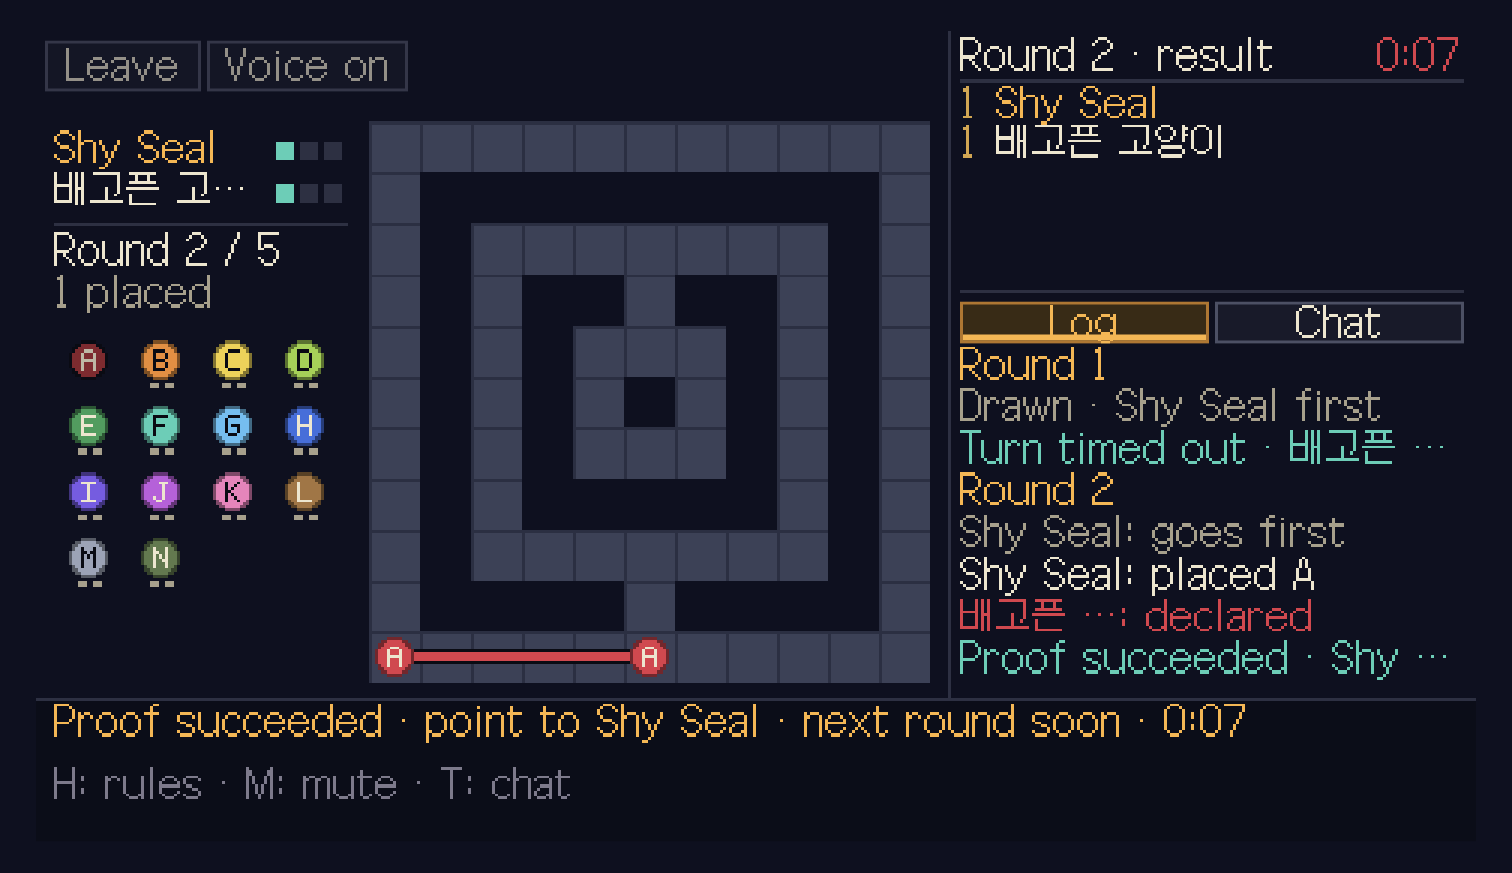 Leave
Voice on
Shy Seal
배고픈 고…
Round 2 / 5
1 placed
A B C D
E F G H
I J K L
M N
A A
Round 2 · result 0:07
1 Shy Seal
1 배고픈 고양이
Log
Chat
Round 1
Drawn · Shy Seal first
Turn timed out · 배고픈 …
Round 2
Shy Seal: goes first
Shy Seal: placed A
배고픈 …: declared
Proof succeeded · Shy …
Proof succeeded · point to Shy Seal · next round soon · 0:07
H: rules · M: mute · T: chat